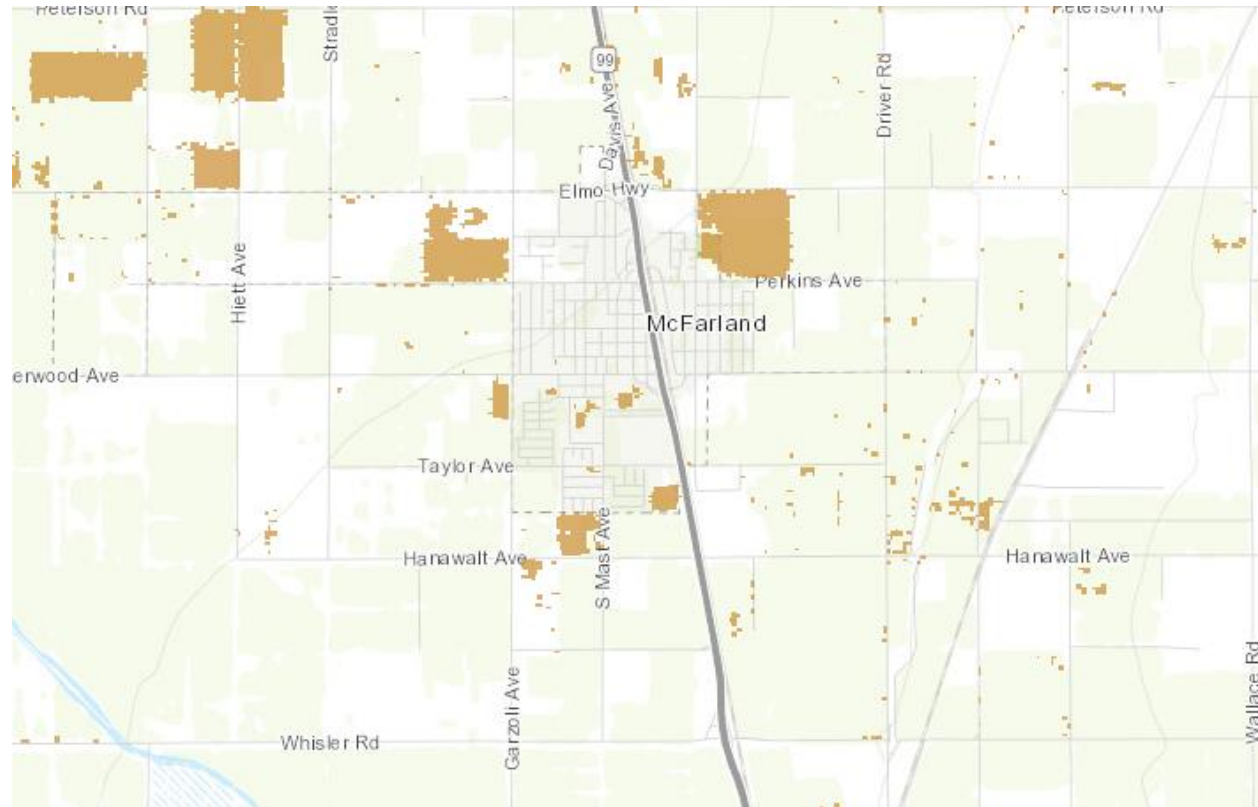 Peterson Rd
Peterson Rd
99
Davis Ave
Driver Rd
Elmo Hwy
Hiett Ave
Perkins Ave
McFarland
erwood Ave
Taylor Ave
Hanawalt Ave
S Mast Ave
Hanawalt Ave
Garzoli Ave
Wallace Rd
Whisler Rd
Stradle